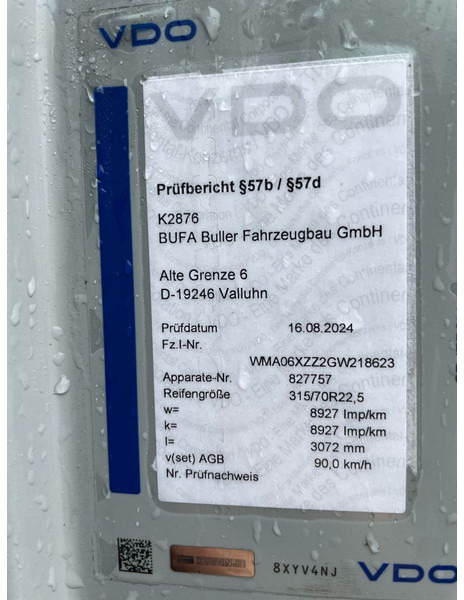 VDO
VDO
Prüfbericht §57b / §57d
K2876
BUFA Buller Fahrzeugbau GmbH
Alte Grenze 6
D-19246 Valluhn
Prüfdatum 16.08.2024
Fz.I-Nr.
WMA06XZZ2GW218623
Apparate-Nr. 827757
Reifengröße 315/70R22,5
w= 8927 Imp/km
k= 8927 Imp/km
l= 3072 mm
v(set) AGB 90,0 km/h
Nr. Prüfnachweis
8XYV4NJ VDO